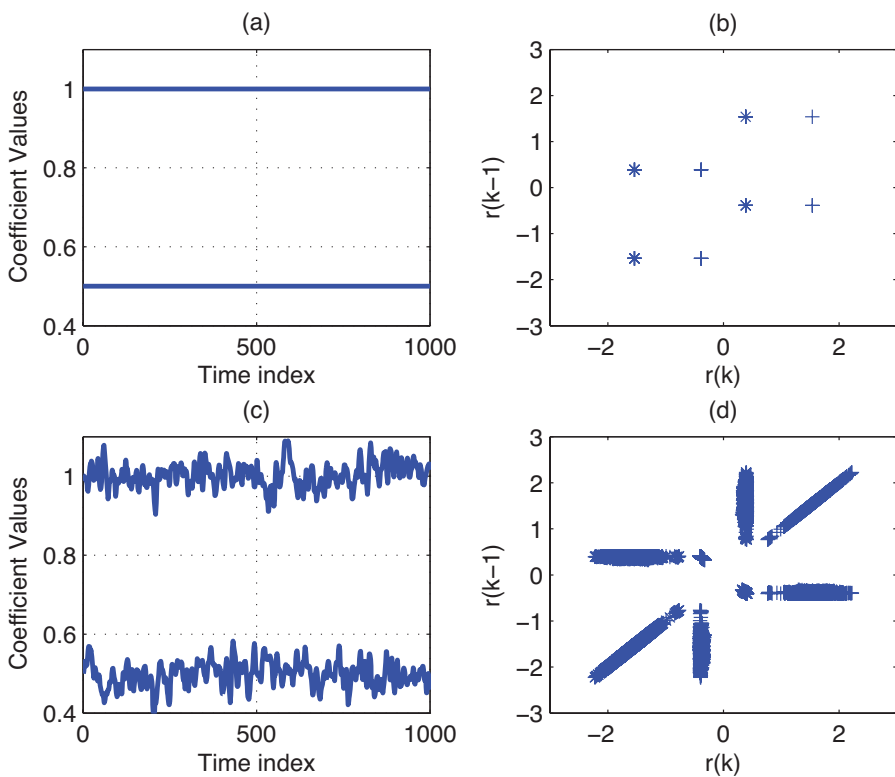 (a)
Coefficient Values
1
0.8
0.6
0.4
0
500
1000
Time index
(b)
r(k−1)
3
2
1
0
−1
−2
−3
−2
0
2
r(k)
(c)
Coefficient Values
1
0.8
0.6
0.4
0
500
1000
Time index
(d)
r(k−1)
3
2
1
0
−1
−2
−3
−2
0
2
r(k)